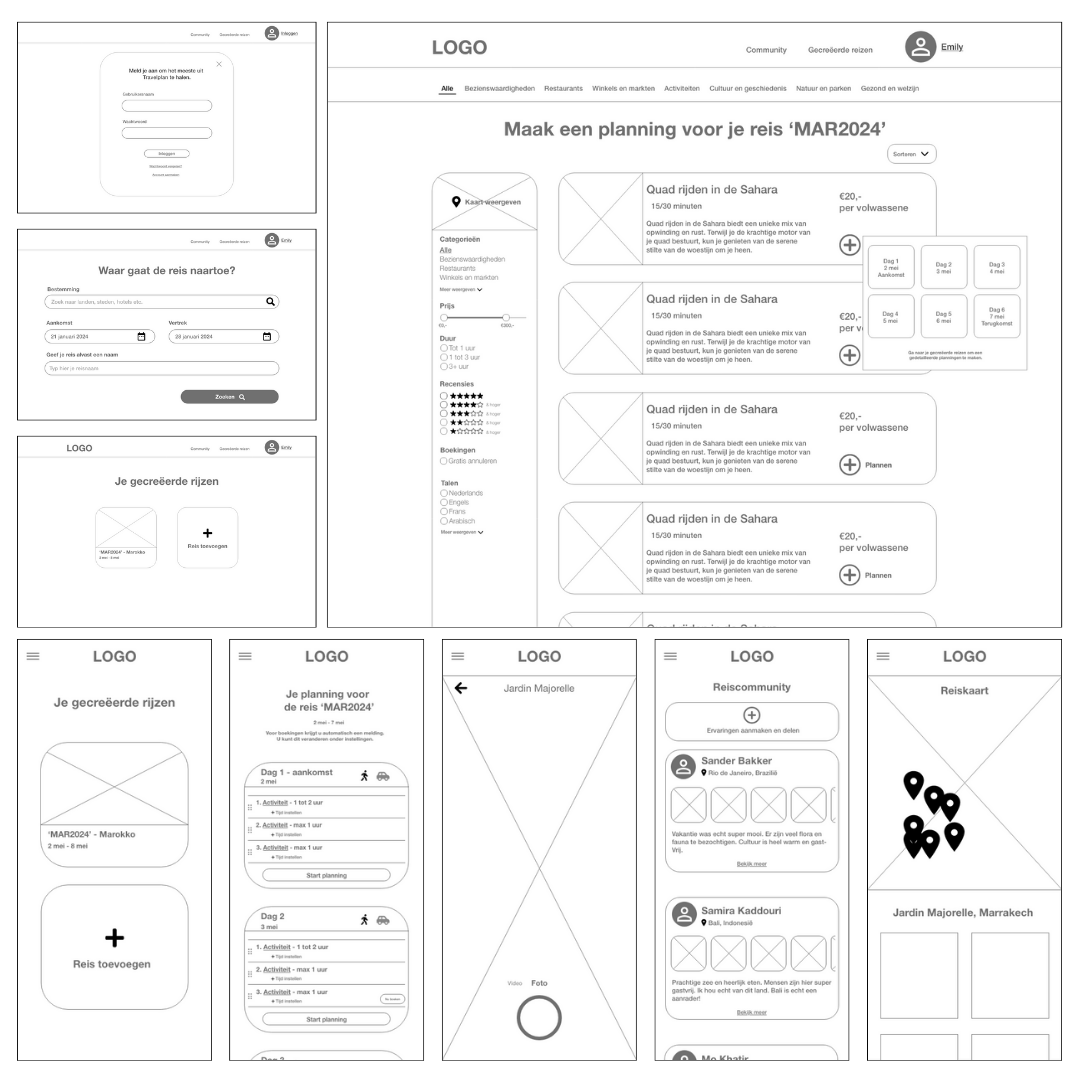 Community
Gecreëerde reizen
Inloggen
Meld je aan om het meeste uit
Travelplan te halen.
Gebruikersnaam
Wachtwoord
Inloggen
Wachtwoord vergeten?
Account aanmaken
Community
Gecreëerde reizen
Emily
Waar gaat de reis naartoe?
Bestemming
Zoek naar landen, steden, hotels etc.
Aankomst
Vertrek
21 januari 2024
28 januari 2024
Geef je reis alvast een naam
Typ hier je reisnaam
Zoeken
LOGO
Community
Gecreëerde reizen
Emily
Je gecreëerde rijzen
‘MAR2024’ - Marokko
Reis toevoegen
LOGO
Community
Gecreëerde reizen
Emily
Alle
Bezienswaardigheden
Restaurants
Winkels en markten
Activiteiten
Cultuur en geschiedenis
Natuur en parken
Gezond en welzijn
Maak een planning voor je reis ‘MAR2024’
Sorteren
Kaart weergeven
Categorieën
Alle
Bezienswaardigheden
Restaurants
Winkels en markten
Meer weergeven
Prijs
€0,-
€350,-
Duur
Tot 1 uur
1 tot 3 uur
3+ uur
Recensies
& hoger
& hoger
& hoger
& hoger
Boekingen
Gratis annuleren
Talen
Nederlands
Engels
Frans
Arabisch
Meer weergeven
Quad rijden in de Sahara
15/30 minuten
Quad rijden in de Sahara biedt een unieke mix van
opwinding en rust. Terwijl je de krachtige motor van
je quad bestuurt, kun je genieten van de serene
stilte van de woestijn om je heen.
€20,-
per volwassene
Dag 1
2 mei
Aankomst
Dag 2
3 mei
Dag 3
4 mei
Dag 4
5 mei
Dag 5
6 mei
Dag 6
7 mei
Terugkomst
Ga naar je gecreëerde reizen om een
gedetailleerde planningen te maken.
Quad rijden in de Sahara
15/30 minuten
Quad rijden in de Sahara biedt een unieke mix van
opwinding en rust. Terwijl je de krachtige motor van
je quad bestuurt, kun je genieten van de serene
stilte van de woestijn om je heen.
€20,-
per v
Quad rijden in de Sahara
15/30 minuten
Quad rijden in de Sahara biedt een unieke mix van
opwinding en rust. Terwijl je de krachtige motor van
je quad bestuurt, kun je genieten van de serene
stilte van de woestijn om je heen.
€20,-
per volwassene
Plannen
Quad rijden in de Sahara
15/30 minuten
Quad rijden in de Sahara biedt een unieke mix van
opwinding en rust. Terwijl je de krachtige motor van
je quad bestuurt, kun je genieten van de serene
stilte van de woestijn om je heen.
€20,-
per volwassene
Plannen
Quad rijden in de Sahara
LOGO
Je gecreëerde rijzen
‘MAR2024’ - Marokko
2 mei - 8 mei
Reis toevoegen
LOGO
Je planning voor
de reis ‘MAR2024’
2 mei - 7 mei
Voor boekingen krijgt u automatisch een melding.
U kunt dit veranderen onder instellingen.
Dag 1 - aankomst
2 mei
1. Activiteit - 1 tot 2 uur
+ Tijd instellen
2. Activiteit - max 1 uur
+ Tijd instellen
3. Activiteit - max 1 uur
+ Tijd instellen
Start planning
Dag 2
3 mei
1. Activiteit - 1 tot 2 uur
+ Tijd instellen
2. Activiteit - max 1 uur
+ Tijd instellen
3. Activiteit - max 1 uur
+ Tijd instellen
Start planning
Dag 3
LOGO
Jardin Majorelle
Video
Foto
LOGO
Reiscommunity
Ervaringen aanmaken en delen
Sander Bakker
Rio de Janeiro, Brazilië
Vakantie was echt super mooi. Er zijn veel flora en
fauna te bezochtigen. Cultuur is heel warm en gast-
Vrij.
Bekijk meer
Samira Kaddouri
Bali, Indonesië
Prachtige zee en heerlijk eten. Mensen zijn hier super
gastvrij, ik hou echt van dit land. Bali is echt een
aanrader!
Bekijk meer
Mo Khatir
LOGO
Reiskaart
Jardin Majorelle, Marrakech